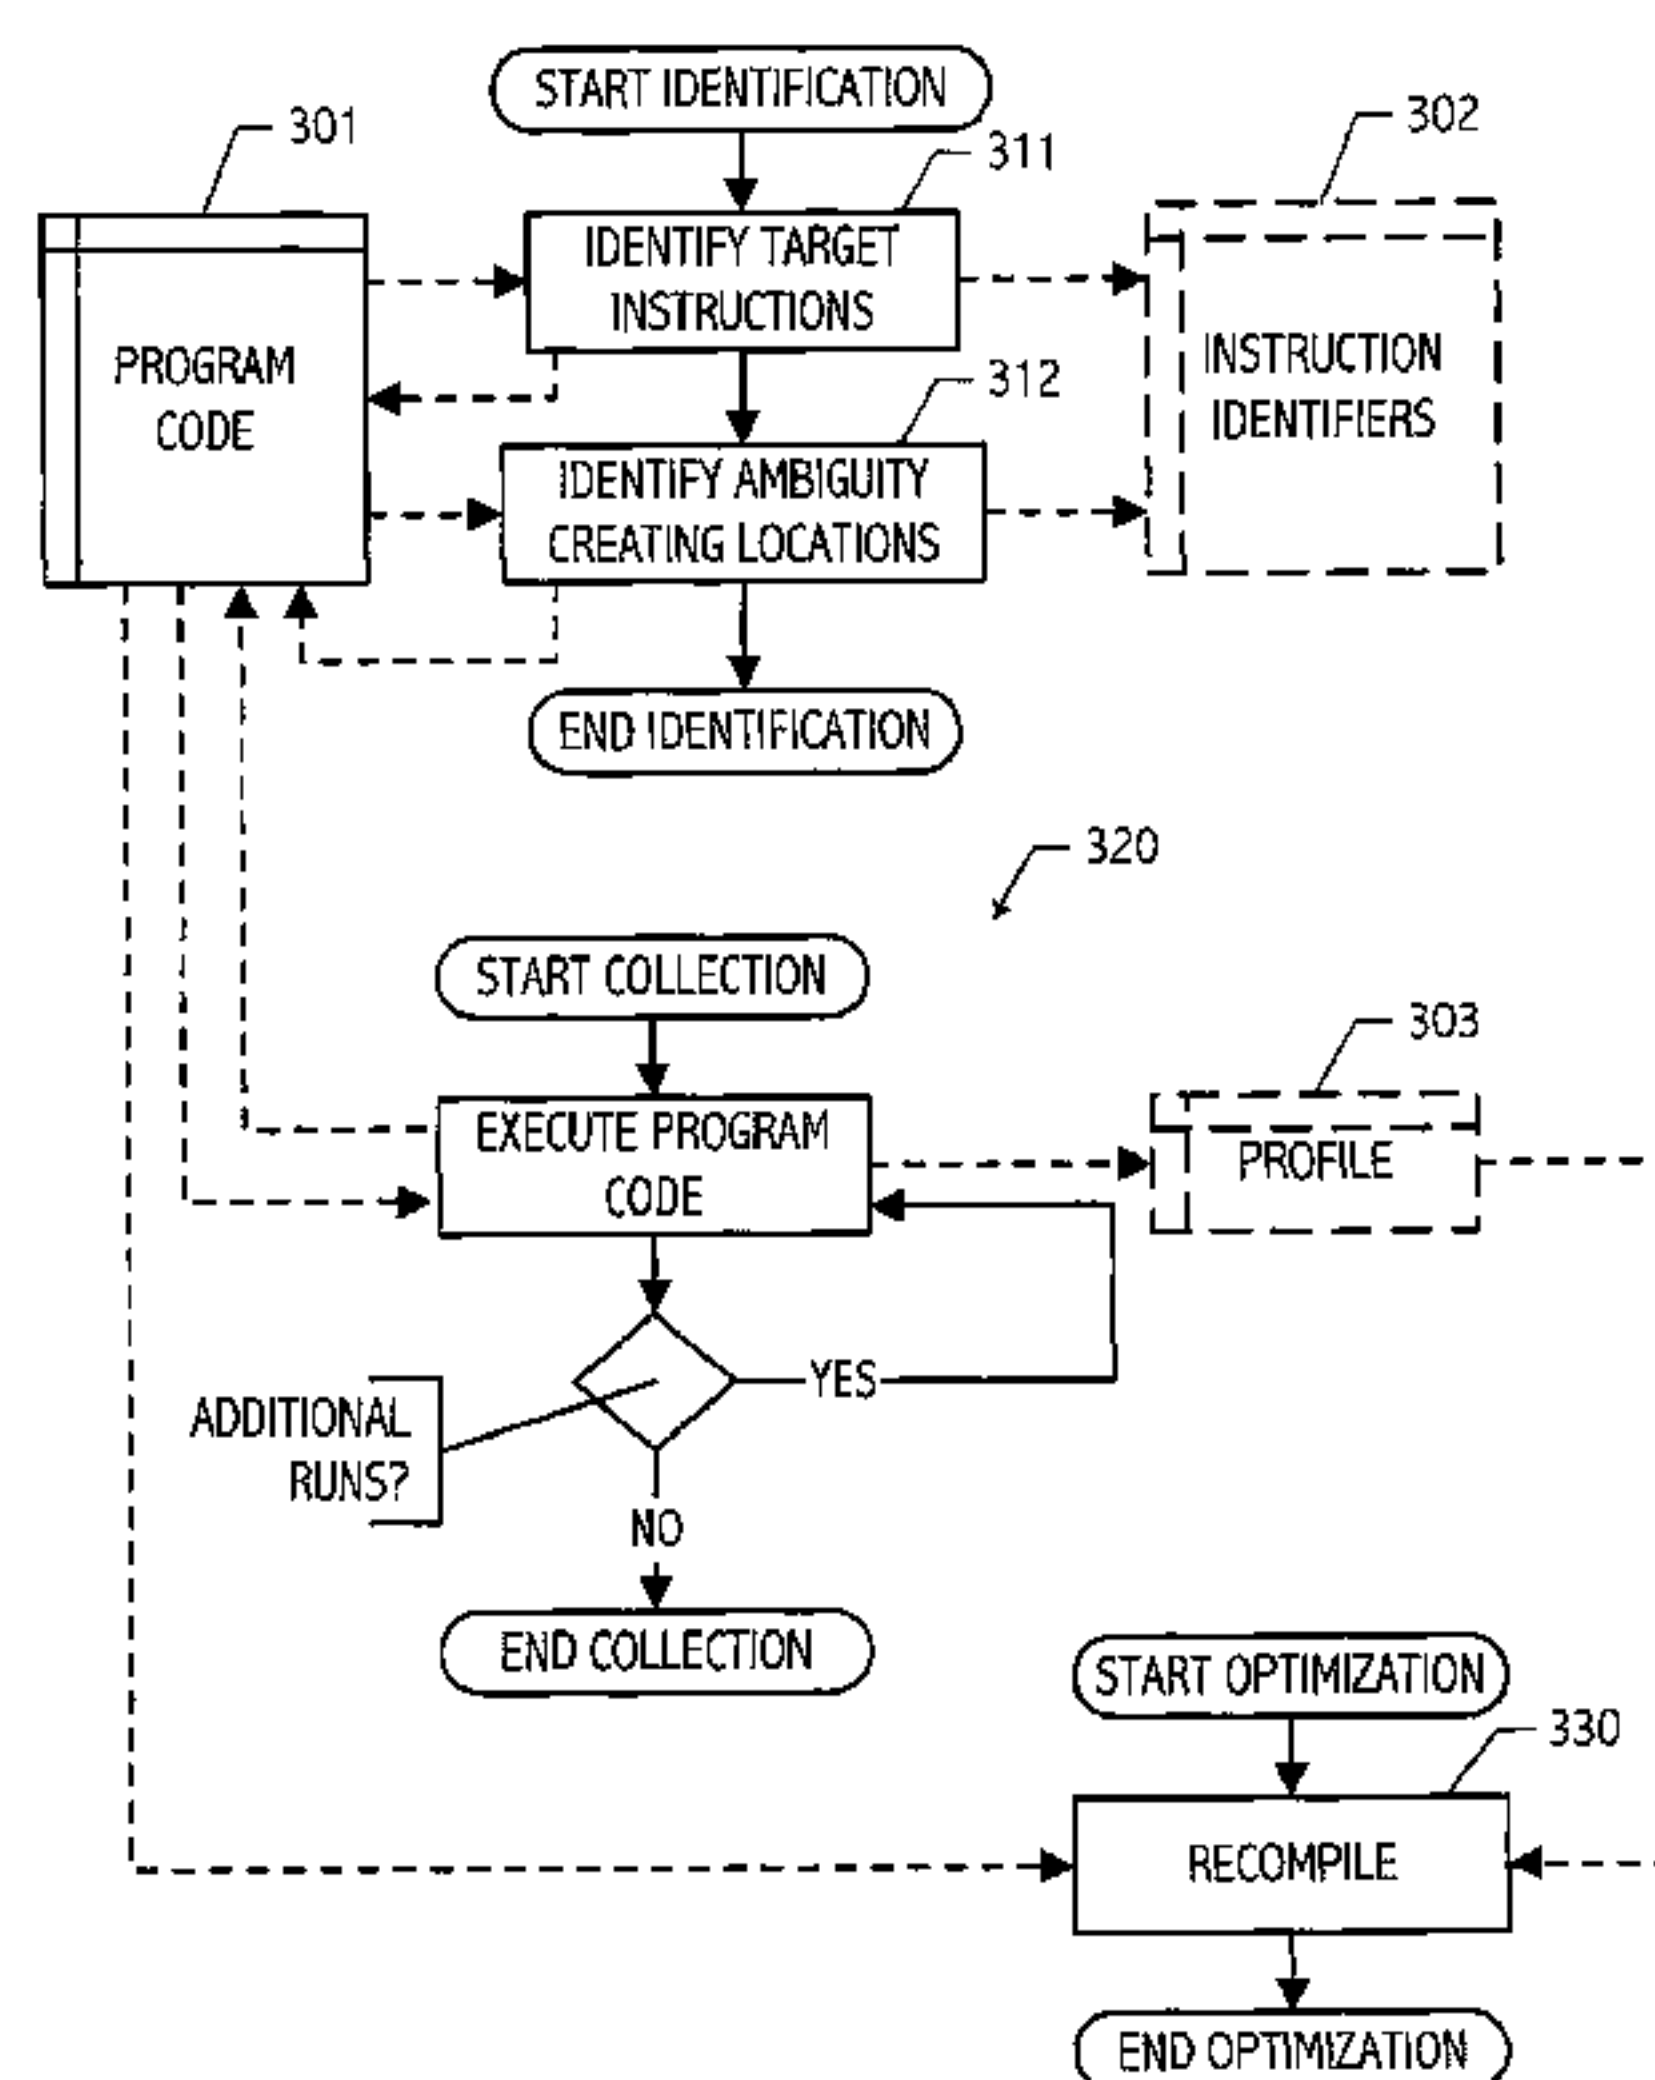 START IDENTIFICATION
301
311
302
IDENTIFY TARGET
INSTRUCTIONS
PROGRAM
CODE
INSTRUCTION
IDENTIFIERS
312
IDENTIFY AMBIGUITY
CREATING LOCATIONS
END IDENTIFICATION
320
START COLLECTION
303
EXECUTE PROGRAM
CODE
PROFILE
YES
ADDITIONAL
RUNS?
NO
END COLLECTION
START OPTIMIZATION
330
RECOMPILE
END OPTIMIZATION